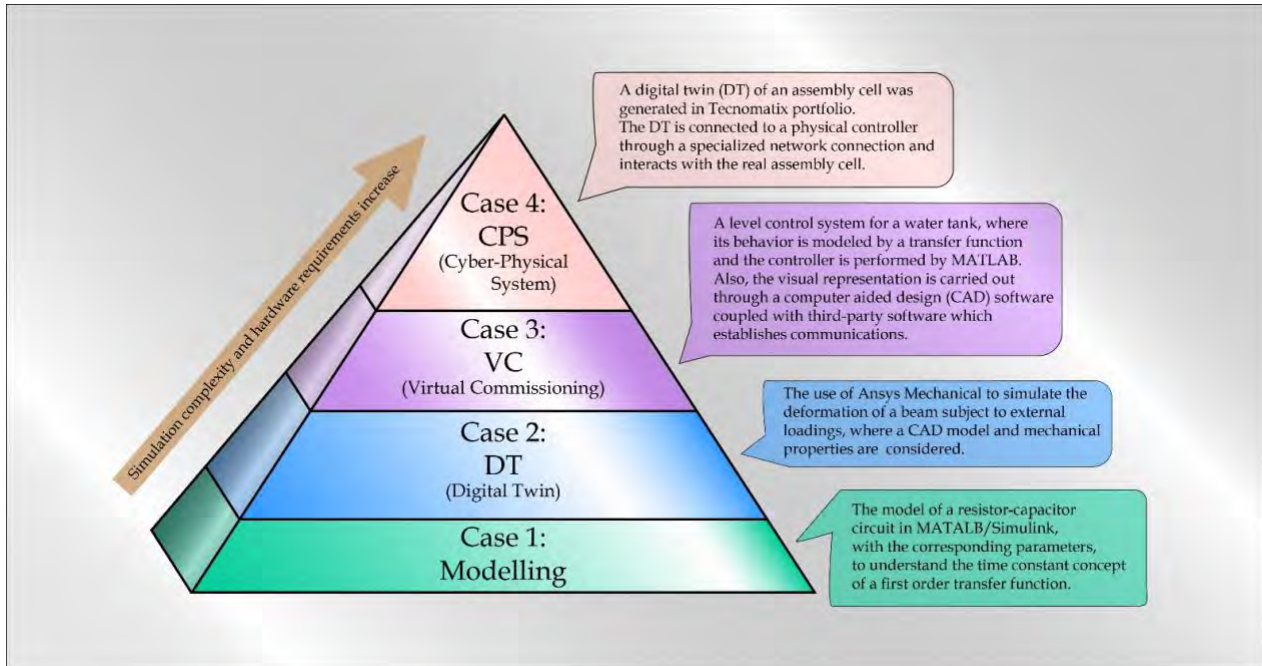 Simulation complexity and hardware requirements increase
Case 4:
CPS
(Cyber-Physical
System)
A digital twin (DT) of an assembly cell was
generated in Tecnomatix portfolio.
The DT is connected to a physical controller
through a specialized network connection and
interacts with the real assembly cell.
Case 3:
VC
(Virtual Commissioning)
A level control system for a water tank, where
its behavior is modeled by a transfer function
and the controller is performed by MATLAB.
Also, the visual representation is carried out
through a computer aided design (CAD) software
coupled with third-party software which
establishes communications.
Case 2:
DT
(Digital Twin)
The use of Ansys Mechanical to simulate the
deformation of a beam subject to external
loadings, where a CAD model and mechanical
properties are considered.
Case 1:
Modelling
The model of a resistor-capacitor
circuit in MATALB/Simulink,
with the corresponding parameters,
to understand the time constant concept
of a first order transfer function.